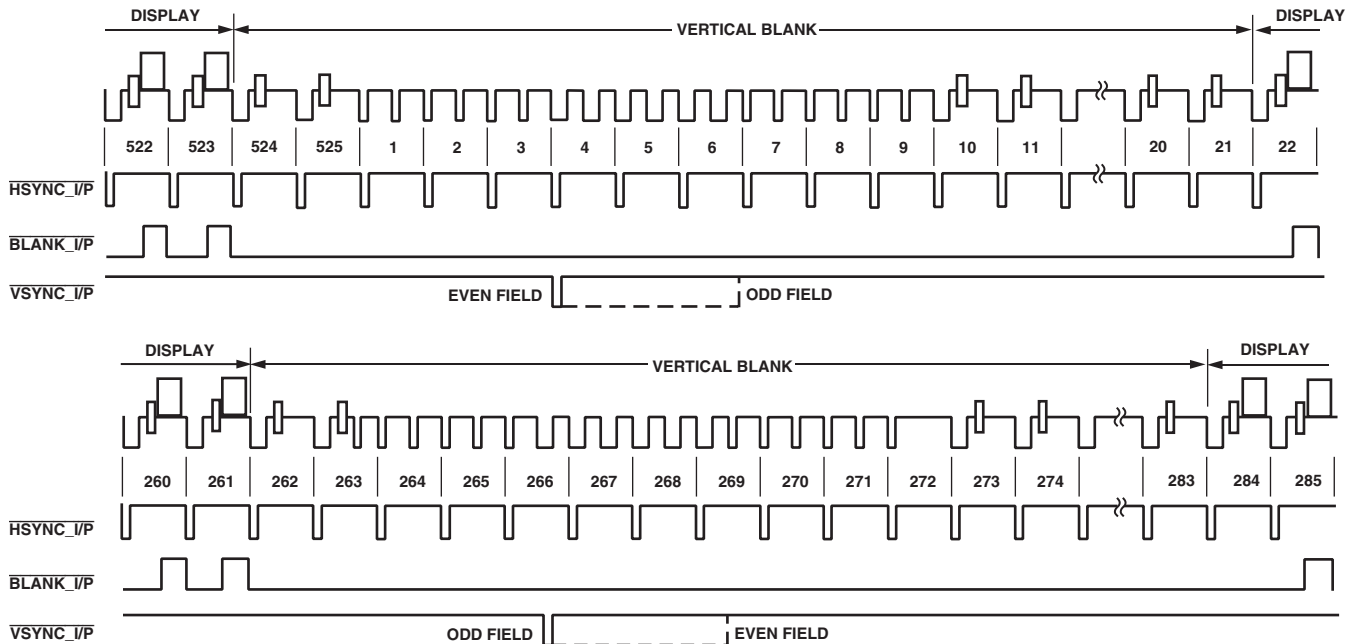 DISPLAY VERTICAL BLANK DISPLAY
522 523 524 525 1 2 3 4 5 6 7 8 9 10 11 20 21 22
HSYNC_I/P
BLANK_I/P
VSYNC_I/P EVEN FIELD ODD FIELD
DISPLAY VERTICAL BLANK DISPLAY
260 261 262 263 264 265 266 267 268 269 270 271 272 273 274 283 284 285
HSYNC_I/P
BLANK_I/P
VSYNC_I/P ODD FIELD EVEN FIELD